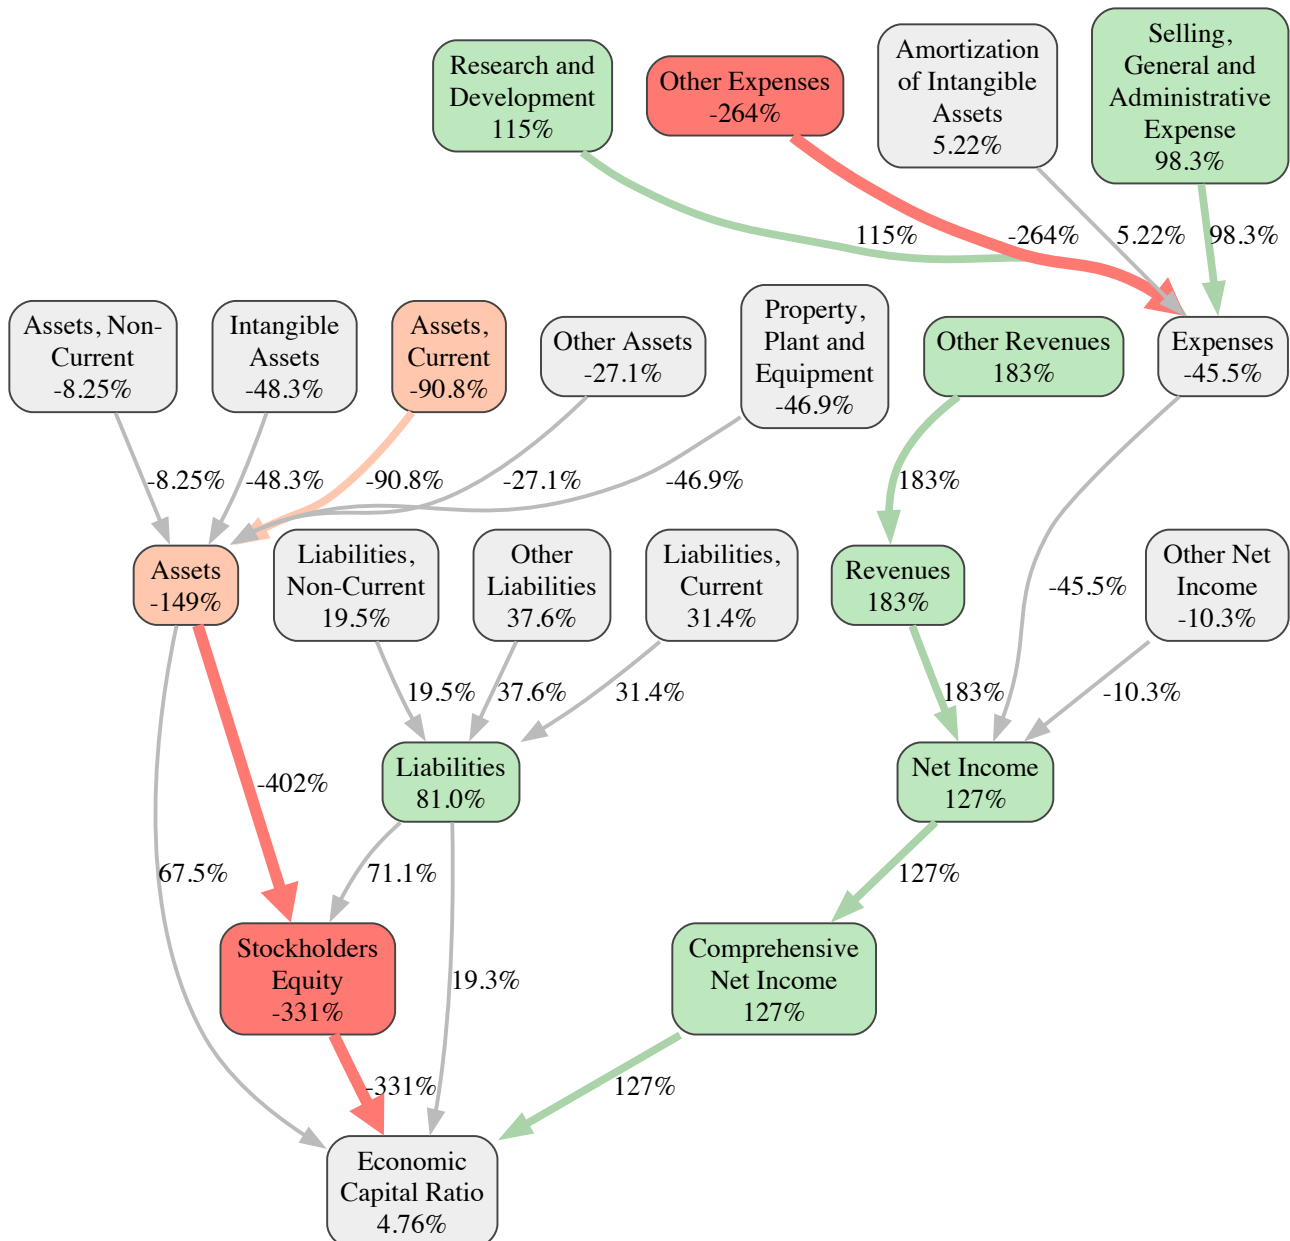 Research and
Development
115%
Other Expenses
-264%
Amortization
of Intangible
Assets
5.22%
Selling,
General and
Administrative
Expense
98.3%
115%
-264%
5.22%
98.3%
Assets, Non-
Current
-8.25%
Intangible
Assets
-48.3%
Assets,
Current
-90.8%
Other Assets
-27.1%
Property,
Plant and
Equipment
-46.9%
Other Revenues
183%
Expenses
-45.5%
-8.25%
-48.3%
-90.8%
-27.1%
-46.9%
183%
Assets
-149%
Liabilities,
Non-Current
19.5%
Other
Liabilities
37.6%
Liabilities,
Current
31.4%
Revenues
183%
-45.5%
Other Net
Income
-10.3%
19.5%
37.6%
31.4%
183%
-10.3%
-402%
Liabilities
81.0%
Net Income
127%
67.5%
71.1%
127%
Stockholders
Equity
-331%
19.3%
Comprehensive
Net Income
127%
-331%
127%
Economic
Capital Ratio
4.76%